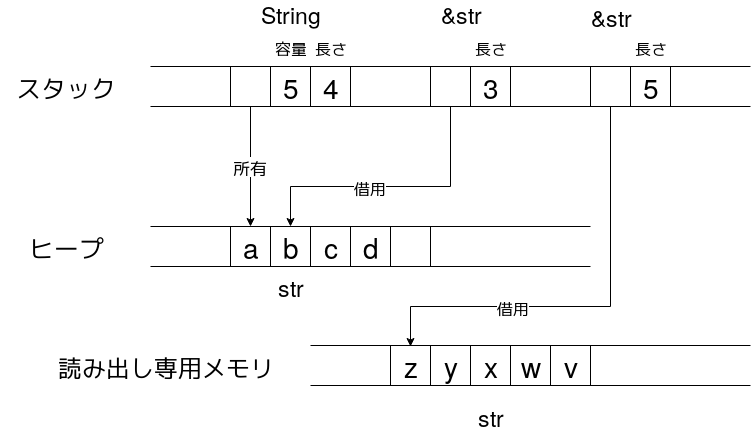 String &str &str
容量 長さ 長さ 長さ
スタック 5 4 3 5
所有 借用
ヒープ a b c d
str
借用
読み出し専用メモリ z y x w v
str